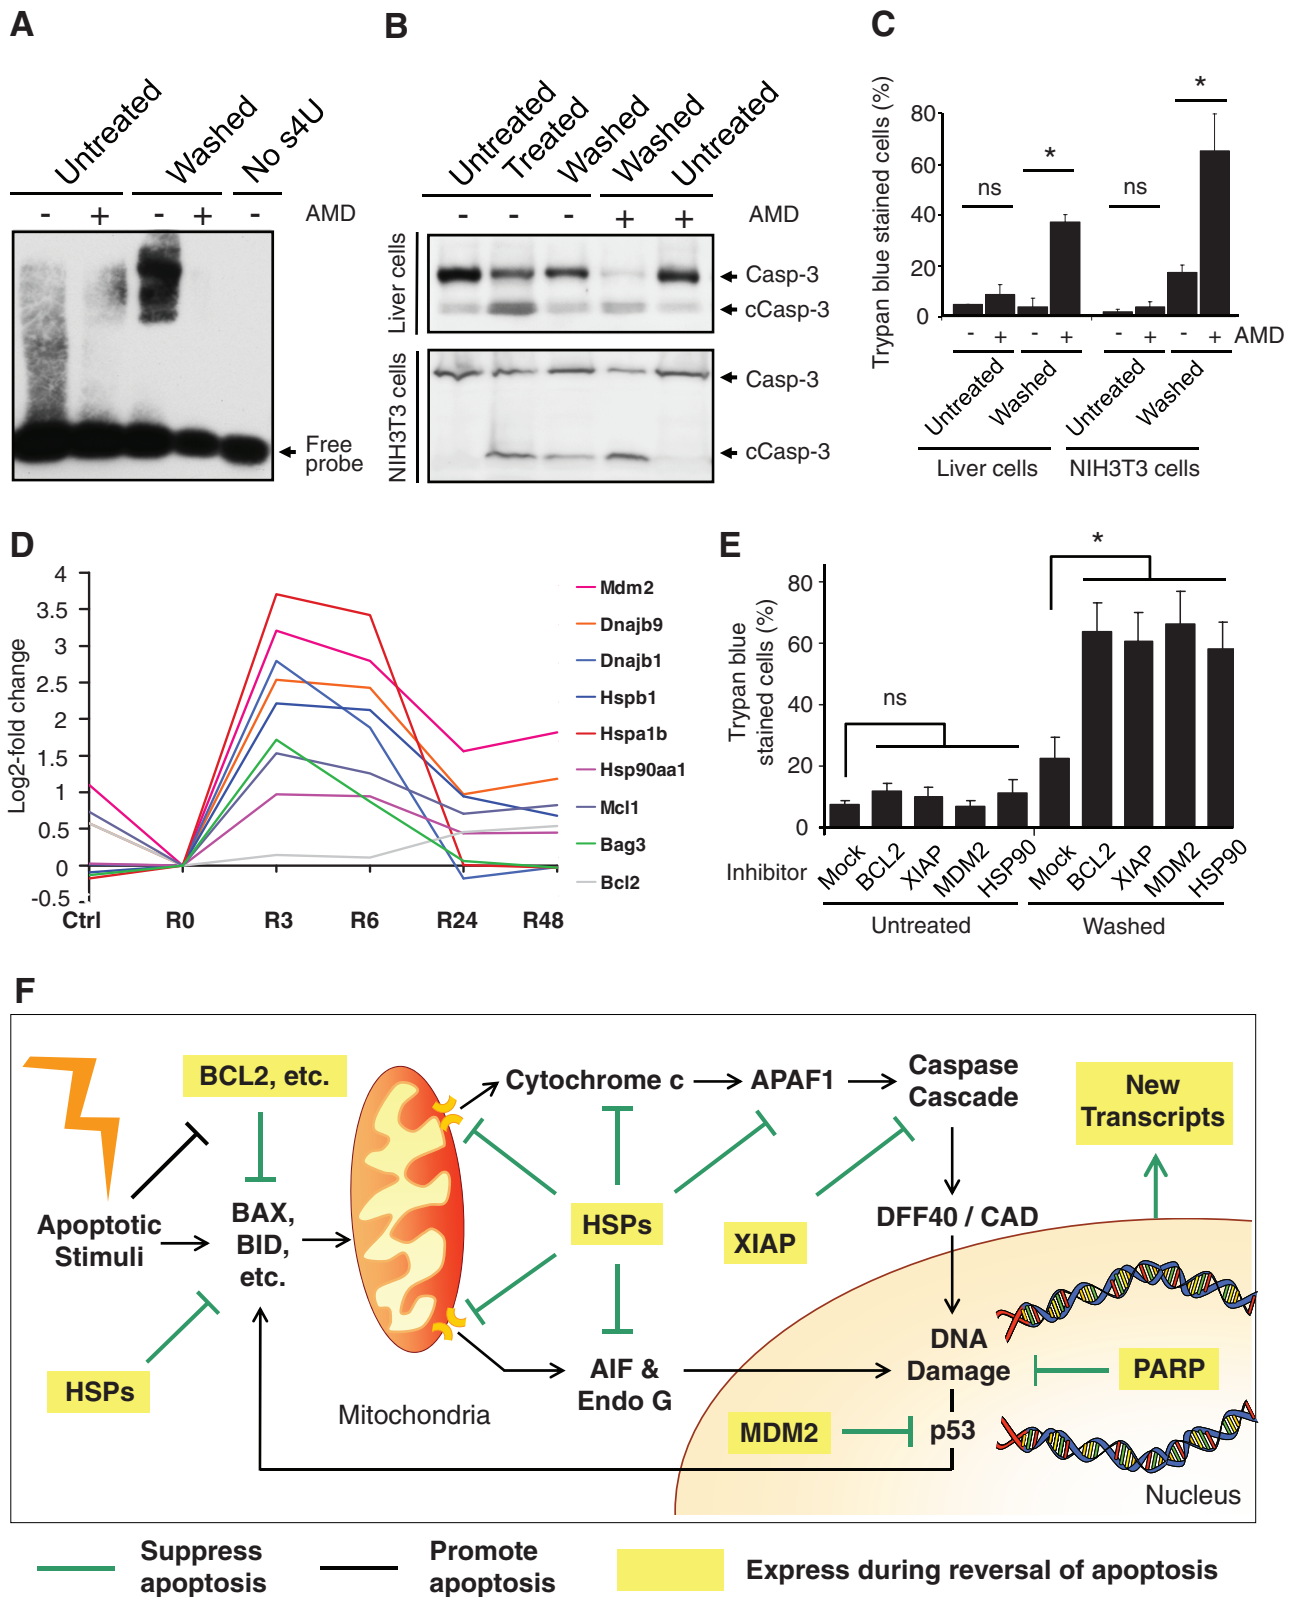 A
Untreated
Washed
No s4U
- + - + - AMD
Free
probe
B
Untreated
Treated
Washed
Washed
Untreated
- - - + + AMD
Liver cells
Casp-3
cCasp-3
NIH3T3 cells
Casp-3
cCasp-3
C
Trypan blue stained cells (%)
80
60
40
20
0
ns
*
ns
*
- + - + - + - + AMD
Untreated
Washed
Untreated
Washed
Liver cells
NIH3T3 cells
D
Log2-fold change
4
3.5
3
2.5
2
1.5
1
0.5
0
-0.5
Ctrl R0 R3 R6 R24 R48
Mdm2
Dnajb9
Dnajb1
Hspb1
Hspa1b
Hsp90aa1
Mcl1
Bag3
Bcl2
E
Trypan blue
stained cells (%)
80
60
40
20
0
ns
*
Inhibitor
Mock
BCL2
XIAP
MDM2
HSP90
Mock
BCL2
XIAP
MDM2
HSP90
Untreated
Washed
F
BCL2, etc.
Cytochrome c
APAF1
Caspase
Cascade
New
Transcripts
Apoptotic
Stimuli
BAX,
BID,
etc.
HSPs
XIAP
DFF40 / CAD
HSPs
Mitochondria
AIF &
Endo G
DNA
Damage
PARP
MDM2
p53
Nucleus
Suppress
apoptosis
Promote
apoptosis
Express during reversal of apoptosis